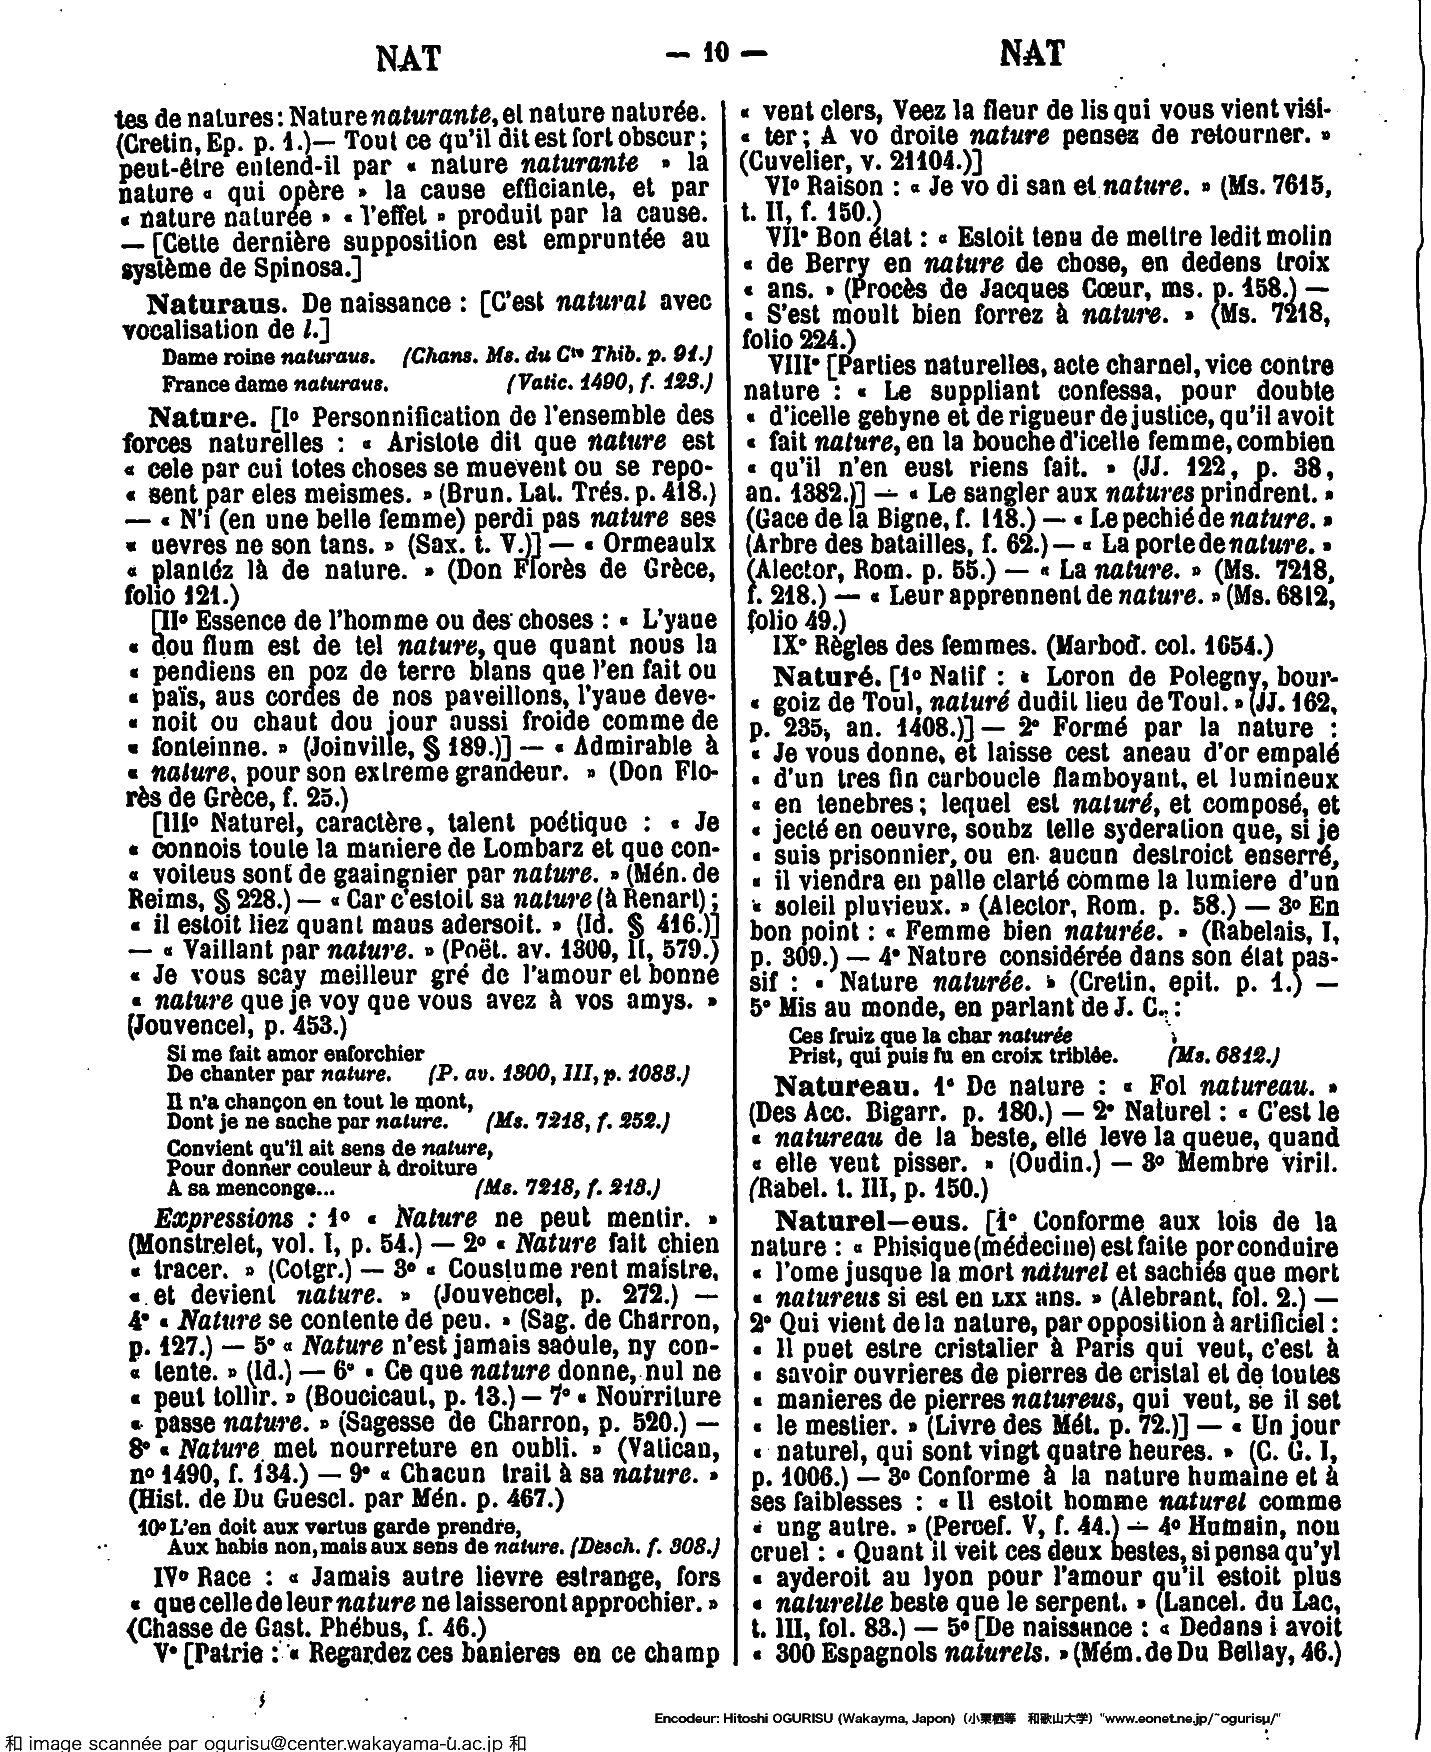 NAT — 10 — NAT
tes de natures : Nature naturante, et nature naturée.
(Cretin, Ep. p. 1.) — Tout ce qu'il dit est fort obscur ;
peut-être entend-il par « nature naturante » la
nature « qui opère » la cause efficiante, et par
« nature naturée » « l'effet » produit par la cause.
— [Cette dernière supposition est empruntée au
système de Spinosa.]
Naturaus. De naissance : [C'est natural avec
vocalisation de l.]
Dame roine naturaus. (Chans. Ms. du Cte Thib. p. 91.)
France dame naturaus. (Vatic. 1490, f. 123.)
Nature. [Iº Personnification de l'ensemble des
forces naturelles : « Aristote dit que nature est
« cele par cui totes choses se muevent ou se repo-
« sent par eles meismes. » (Brun. Lat. Trés. p. 418.)
— « N'i (en une belle femme) perdi pas nature ses
« uevres ne son tans. » (Sax. t. V.)] — « Ormeaulx
« plantéz là de nature. » (Don Florès de Grèce,
folio 121.)
[IIº Essence de l'homme ou des choses : « L'yaue
« dou flum est de tel nature, que quant nous la
« pendiens en poz de terre blans que l'en fait ou
« païs, aus cordes de nos paveillons, l'yaue deve-
« noit ou chaut dou jour aussi froide comme de
« fonteinne. » (Joinville, § 189.)] — « Admirable à
« nature, pour son extreme grandeur. » (Don Flo-
rès de Grèce, f. 25.)
[IIIº Naturel, caractère, talent poétique : « Je
« connois toute la maniere de Lombarz et que con-
« voiteus sont de gaaingnier par nature. » (Mén. de
Reims, § 228.) — « Car c'estoit sa nature (à Renart) ;
« il estoit liez quant maus adersoit. » (Id. § 416.)]
— « Vaillant par nature. » (Poët. av. 1300, II, 579.)
« Je vous scay meilleur gré de l'amour et bonne
« nature que je voy que vous avez à vos amys. »
(Jouvencel, p. 453.)
Si me fait amor enforchier
De chanter par nature. (P. av. 1300, III, p. 1083.)
Il n'a chançon en tout le mont,
Dont je ne sache par nature. (Ms. 7218, f. 252.)
Convient qu'il ait sens de nature,
Pour donner couleur à droiture
A sa menconge... (Ms. 7218, f. 213.)
Expressions : 1º « Nature ne peut mentir. »
(Monstrelet, vol. I, p. 54.) — 2º « Nature fait chien
« tracer. » (Cotgr.) — 3º « Coustume rent maistre,
« et devient nature. » (Jouvencel, p. 272.) —
4º « Nature se contente de peu. » (Sag. de Charron,
p. 127.) — 5º « Nature n'est jamais saoule, ny con-
« tente. » (Id.) — 6º « Ce que nature donne, nul ne
« peut tollir. » (Boucicaut, p. 13.) — 7º « Nourriture
« passe nature. » (Sagesse de Charron, p. 520.) —
8º « Nature met nourreture en oubli. » (Vatican,
nº 1490, f. 134.) — 9º « Chacun trait à sa nature. »
(Hist. de Du Guescl. par Mén. p. 467.)
10º L'en doit aux vertus garde prendre,
Aux habis non, mais aux sens de nature. (Desch. f. 308.)
IVº Race : « Jamais autre lievre estrange, fors
« que celle de leur nature ne laisseront approchier. »
(Chasse de Gast. Phébus, f. 46.)
Vº [Patrie : « Regardez ces banieres en ce champ
« vent clers, Veez la fleur de lis qui vous vient visi-
« ter ; A vo droite nature pensez de retourner. »
(Cuvelier, v. 21104.)]
VIº Raison : « Je vo di san et nature. » (Ms. 7615,
t. II, f. 150.)
VIIº Bon état : « Estoit tenu de mettre ledit molin
« de Berry en nature de chose, en dedens troix
« ans. » (Procès de Jacques Cœur, ms. p. 158.) —
« S'est moult bien forrez à nature. » (Ms. 7218,
folio 224.)
VIIIº [Parties naturelles, acte charnel, vice contre
nature : « Le suppliant confessa, pour doubte
« d'icelle gehyne et de rigueur de justice, qu'il avoit
« fait nature, en la bouche d'icelle femme, combien
« qu'il n'en eust riens fait. » (JJ. 122, p. 38,
an. 1382.)] — « Le sangler aux natures prindrent. »
(Gace de la Bigne, f. 118.) — « Le pechié de nature. »
(Arbre des batailles, f. 62.) — « La porte de nature. »
(Alector, Rom. p. 55.) — « La nature. » (Ms. 7218,
f. 218.) — « Leur apprennent de nature. » (Ms. 6812,
folio 49.)
IXº Règles des femmes. (Marbod. col. 1654.)
Naturé. [1º Natif : « Loron de Polegny, bour-
« goiz de Toul, naturé dudit lieu de Toul. » (JJ. 162,
p. 235, an. 1408.)] — 2º Formé par la nature :
« Je vous donne, et laisse cest aneau d'or empalé
« d'un tres fin carboucle flamboyant, et lumineux
« en tenebres ; lequel est naturé, et composé, et
« jecté en oeuvre, soubz telle syderation que, si je
« suis prisonnier, ou en aucun destroict enserré,
« il viendra en palle clarté comme la lumiere d'un
« soleil pluvieux. » (Alector, Rom. p. 58.) — 3º En
bon point : « Femme bien naturée. » (Rabelais, I,
p. 309.) — 4º Nature considérée dans son état pas-
sif : « Nature naturée. » (Cretin, epit. p. 1.) —
5º Mis au monde, en parlant de J. C. :
Ces fruiz que la char naturée
Prist, qui puis fu en croix triblée. (Ms. 6812.)
Natureau. 1º De nature : « Fol natureau. »
(Des Acc. Bigarr. p. 180.) — 2º Naturel : « C'est le
« natureau de la beste, elle leve la queue, quand
« elle veut pisser. » (Oudin.) — 3º Membre viril.
(Rabel. t. III, p. 150.)
Naturel—eus. [1º Conforme aux lois de la
nature : « Phisique (médecine) est faite por conduire
« l'ome jusque la mort naturel et sachiés que mort
« natureus si est en LXX ans. » (Alebrant, fol. 2.) —
2º Qui vient de la nature, par opposition à artificiel :
« Il puet estre cristalier à Paris qui veut, c'est à
« savoir ouvrieres de pierres de cristal et de toutes
« manieres de pierres natureus, qui veut, se il set
« le mestier. » (Livre des Mét. p. 72.)] — « Un jour
« naturel, qui sont vingt quatre heures. » (C. G. I,
p. 1006.) — 3º Conforme à la nature humaine et à
ses faiblesses : « Il estoit homme naturel comme
« ung autre. » (Percef. V, f. 44.) — 4º Humain, non
cruel : « Quant il veit ces deux bestes, si pensa qu'yl
« ayderoit au lyon pour l'amour qu'il estoit plus
« naturelle beste que le serpent. » (Lancel. du Lac,
t. III, fol. 83.) — 5º [De naissance : « Dedans i avoit
« 300 Espagnols naturels. » (Mém. de Du Bellay, 46.)
Encodeur: Hitoshi OGURISU (Wakayma, Japon) (小栗栖等 和歌山大学) "www.eonet.ne.jp/~ogurisu/"
和 image scannée par ogurisu@center.wakayama-u.ac.jp 和